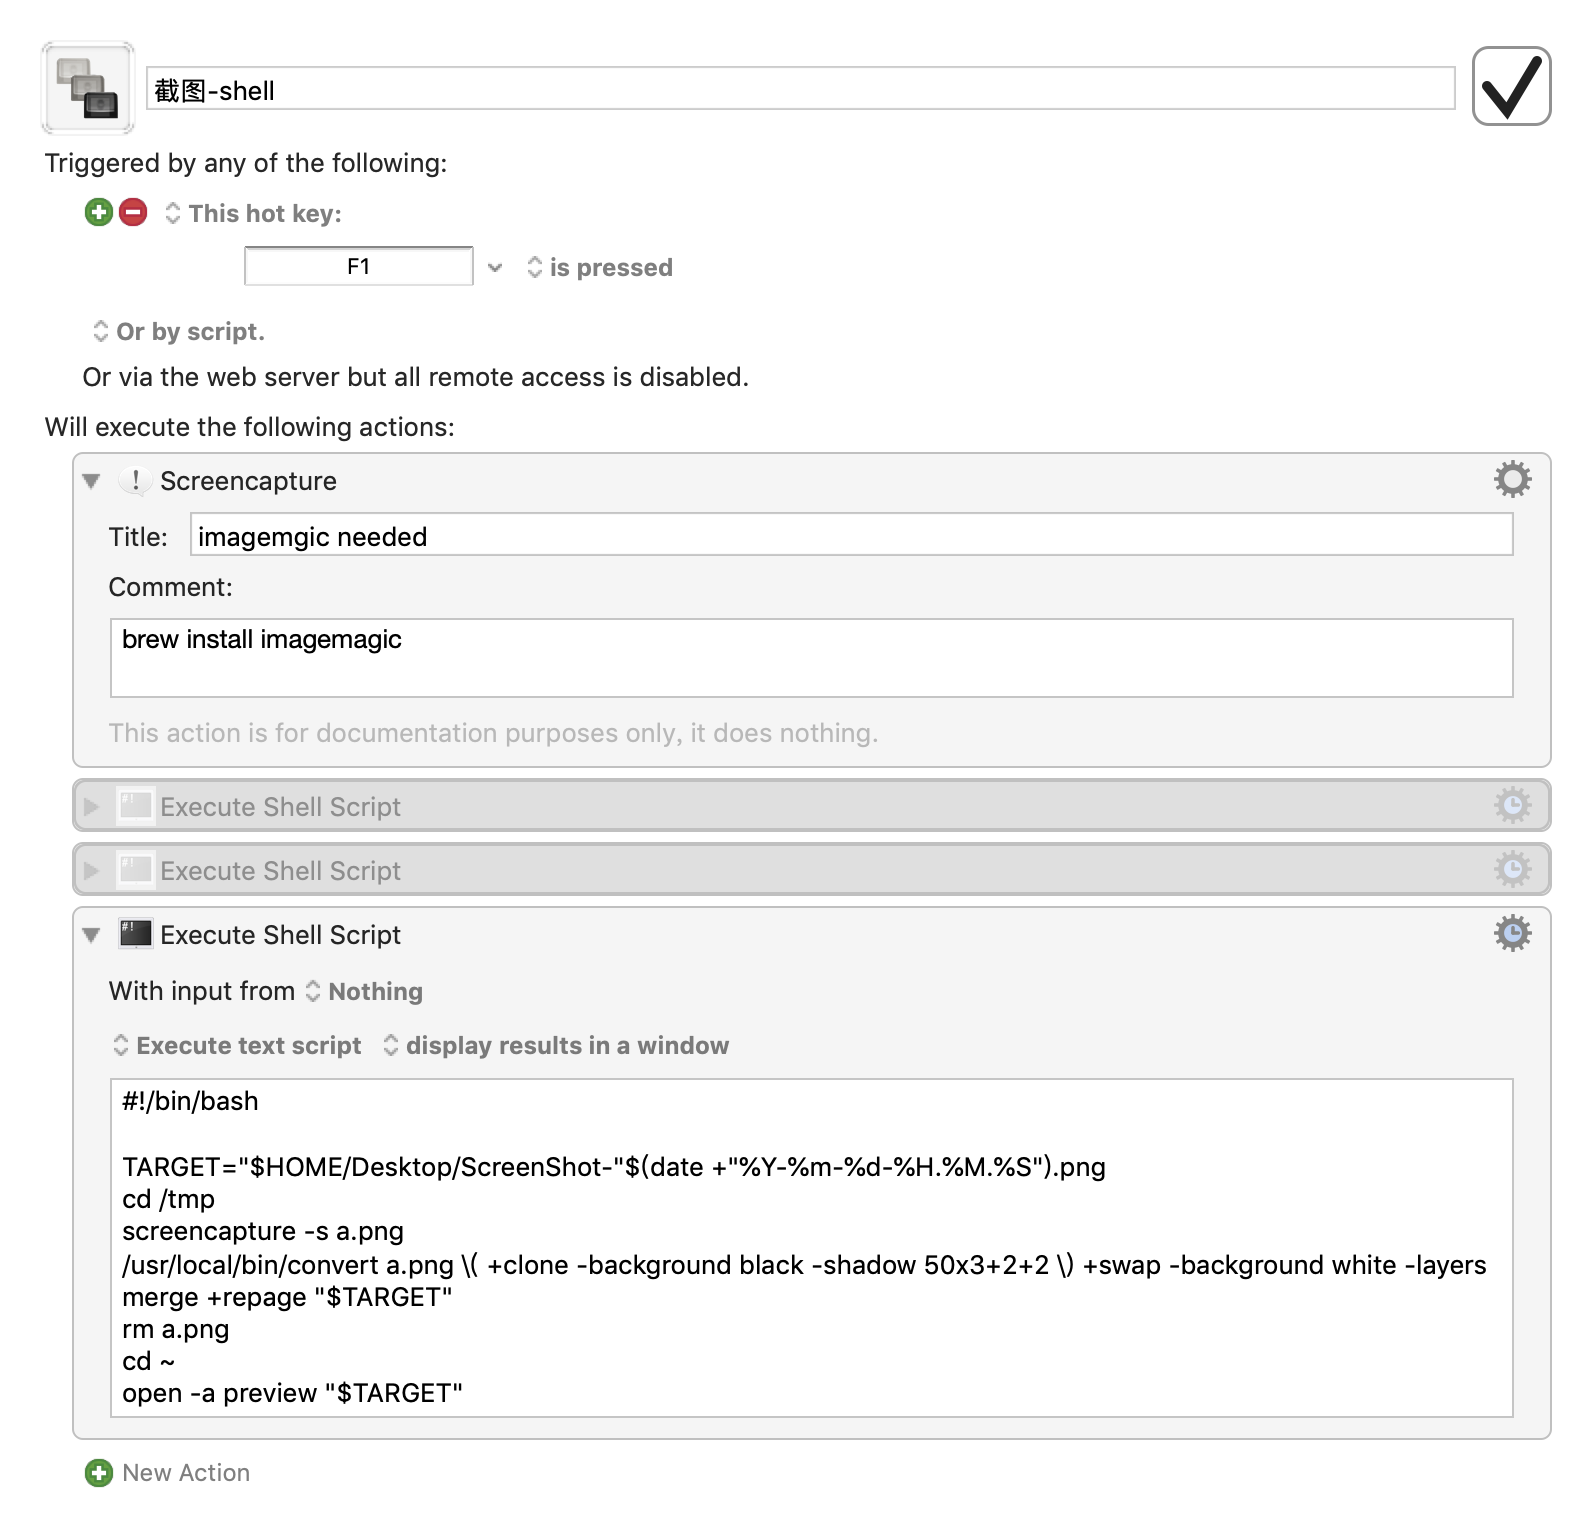 截图-shell
Triggered by any of the following:
This hot key:
F1
is pressed
Or by script.
Or via the web server but all remote access is disabled.
Will execute the following actions:
! Screencapture
Title: imagemgic needed
Comment:
brew install imagemagic
This action is for documentation purposes only, it does nothing.
#! Execute Shell Script
#! Execute Shell Script
#! Execute Shell Script
With input from Nothing
Execute text script display results in a window
#!/bin/bash
TARGET="$HOME/Desktop/ScreenShot-"$(date +"%Y-%m-%d-%H.%M.%S").png
cd /tmp
screencapture -s a.png
/usr/local/bin/convert a.png \( +clone -background black -shadow 50x3+2+2 \) +swap -background white -layers
merge +repage "$TARGET"
rm a.png
cd ~
open -a preview "$TARGET"
New Action